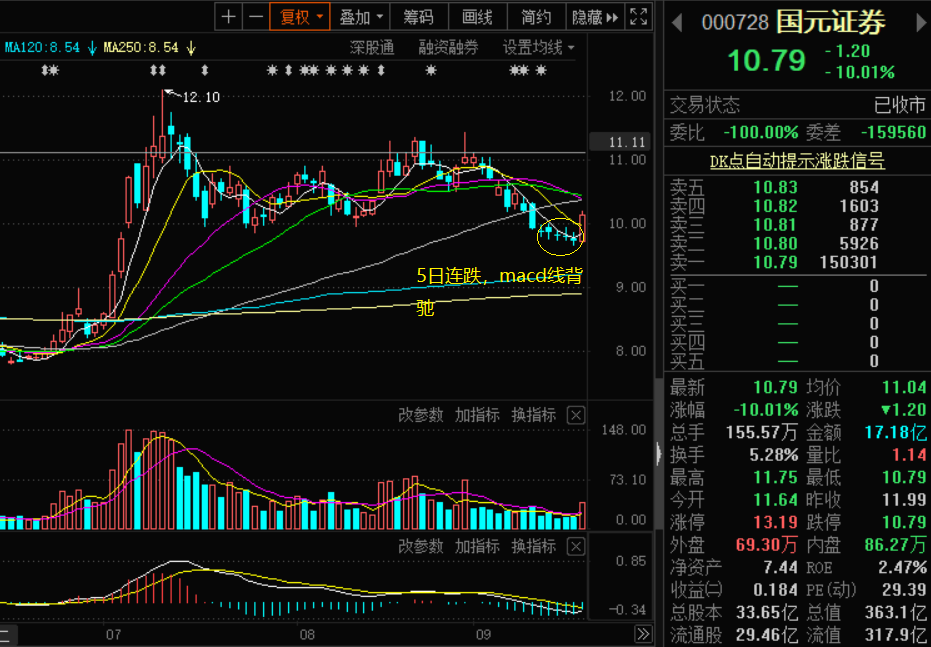 复权 叠加 筹码 画线 简约 隐藏
MA120:8.54 ↓ MA250:8.54 ↓
深股通 融资融券 设置均线
12.10
12.00
11.11
11.00
10.00
9.00
8.00
5日连跌，macd线背
驰
改参数 加指标 换指标
148.00
73.10
0.00
改参数 加指标 换指标
0.85
-0.34
07 08 09
000728 国元证券
10.79
-1.20
-10.01%
交易状态 已收市
委比 -100.00% 委差 -159560
DK点自动提示涨跌信号
卖五 10.83 854
卖四 10.82 1603
卖三 10.81 877
卖二 10.80 5926
卖一 10.79 150301
买一 — 0
买二 — 0
买三 — 0
买四 — 0
买五 — 0
最新 10.79 均价 11.04
涨幅 -10.01% 涨跌 ▼1.20
总手 155.57万 金额 17.18亿
换手 5.28% 量比 1.14
最高 11.75 最低 10.79
今开 11.64 昨收 11.99
涨停 13.19 跌停 10.79
外盘 69.30万 内盘 86.27万
净资产 7.44 ROE 2.47%
收益㈡ 0.184 PE(动) 29.39
总股本 33.65亿 总值 363.1亿
流通股 29.46亿 流值 317.9亿